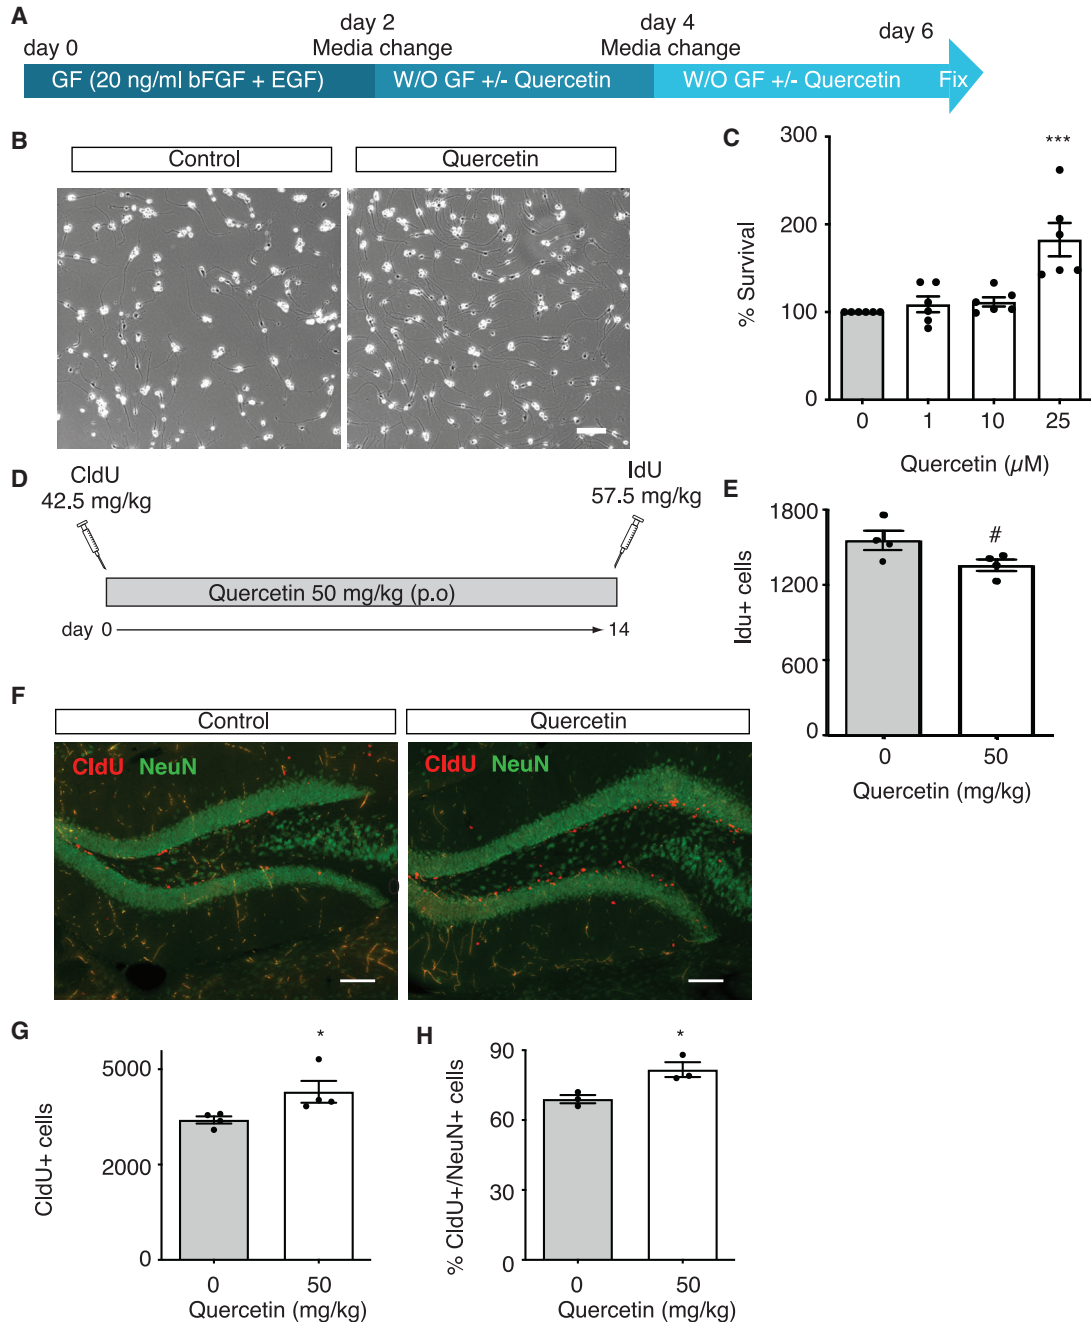 A
day 0
day 2
Media change
day 4
Media change
day 6
GF (20 ng/ml bFGF + EGF)
W/O GF +/- Quercetin
W/O GF +/- Quercetin
Fix
B
Control
Quercetin
C
300
200
100
0
% Survival
***
0
1
10
25
Quercetin (µM)
D
CldU
42.5 mg/kg
IdU
57.5 mg/kg
Quercetin 50 mg/kg (p.o)
day 0
14
E
1800
1200
600
0
Idu+ cells
#
0
50
Quercetin (mg/kg)
F
Control
Quercetin
CldU NeuN
CldU NeuN
G
5000
2000
0
CldU+ cells
*
0
50
Quercetin (mg/kg)
H
90
60
30
0
% CldU+/NeuN+ cells
*
0
50
Quercetin (mg/kg)